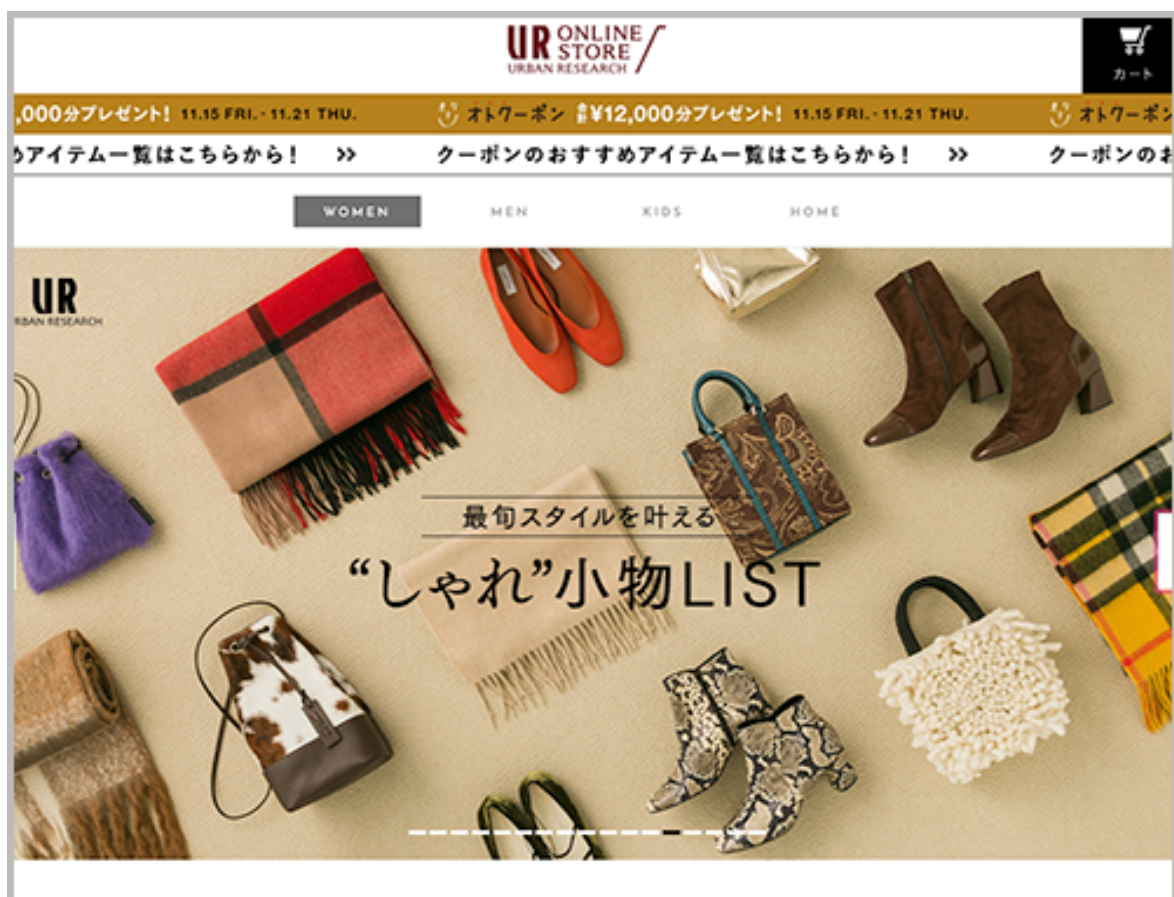 UR ONLINE
STORE
URBAN RESEARCH
カート
,000分プレゼント! 11.15 FRI. - 11.21 THU.
オトクーポン 合計¥12,000分プレゼント! 11.15 FRI. - 11.21 THU.
オトクーポン
めアイテム一覧はこちらから! >>
クーポンのおすすめアイテム一覧はこちらから! >>
クーポンのお
WOMEN
MEN
KIDS
HOME
UR
RBAN RESEARCH
最旬スタイルを叶える
“しゃれ”小物LIST